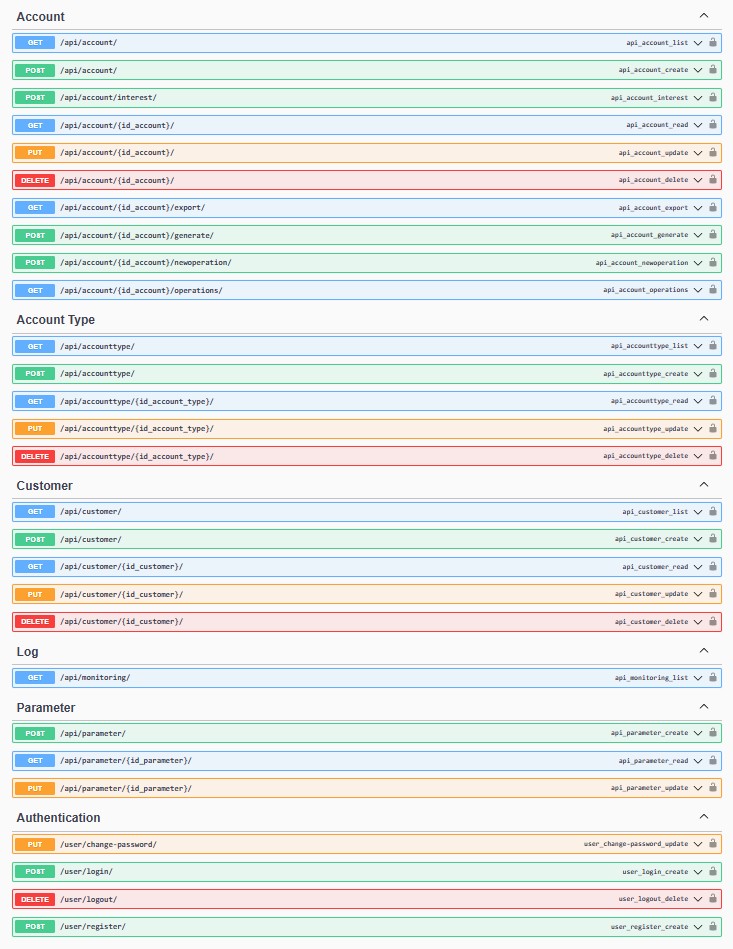 Account
GET /api/account/ api_account_list
POST /api/account/ api_account_create
POST /api/account/interest/ api_account_interest
GET /api/account/{id_account}/ api_account_read
PUT /api/account/{id_account}/ api_account_update
DELETE /api/account/{id_account}/ api_account_delete
GET /api/account/{id_account}/export/ api_account_export
POST /api/account/{id_account}/generate/ api_account_generate
POST /api/account/{id_account}/newoperation/ api_account_newoperation
GET /api/account/{id_account}/operations/ api_account_operations
Account Type
GET /api/accounttype/ api_accounttype_list
POST /api/accounttype/ api_accounttype_create
GET /api/accounttype/{id_account_type}/ api_accounttype_read
PUT /api/accounttype/{id_account_type}/ api_accounttype_update
DELETE /api/accounttype/{id_account_type}/ api_accounttype_delete
Customer
GET /api/customer/ api_customer_list
POST /api/customer/ api_customer_create
GET /api/customer/{id_customer}/ api_customer_read
PUT /api/customer/{id_customer}/ api_customer_update
DELETE /api/customer/{id_customer}/ api_customer_delete
Log
GET /api/monitoring/ api_monitoring_list
Parameter
POST /api/parameter/ api_parameter_create
GET /api/parameter/{id_parameter}/ api_parameter_read
PUT /api/parameter/{id_parameter}/ api_parameter_update
Authentication
PUT /user/change-password/ user_change-password_update
POST /user/login/ user_login_create
DELETE /user/logout/ user_logout_delete
POST /user/register/ user_register_create